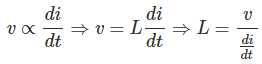 v ∝ di/dt ⇒ v = L di/dt ⇒ L = v/(di/dt)